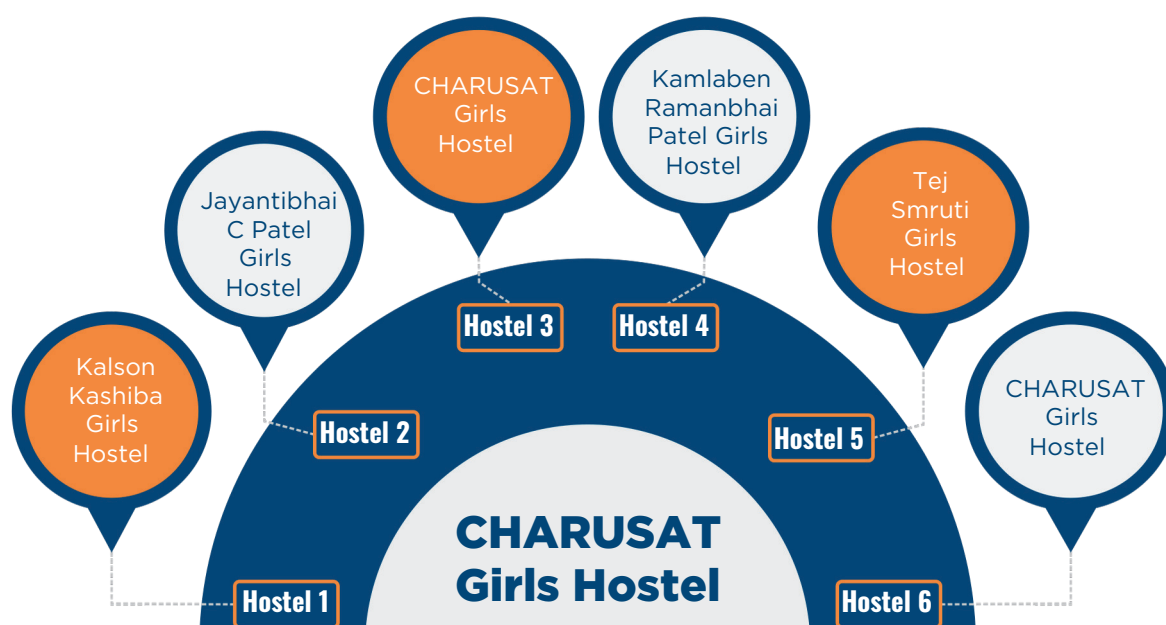 Kalson
Kashiba
Girls
Hostel
Hostel 1
Jayantibhai
C Patel
Girls
Hostel
Hostel 2
CHARUSAT
Girls
Hostel
Hostel 3
Kamlaben
Ramanbhai
Patel Girls
Hostel
Hostel 4
Tej
Smruti
Girls
Hostel
Hostel 5
CHARUSAT
Girls
Hostel
Hostel 6
CHARUSAT
Girls Hostel